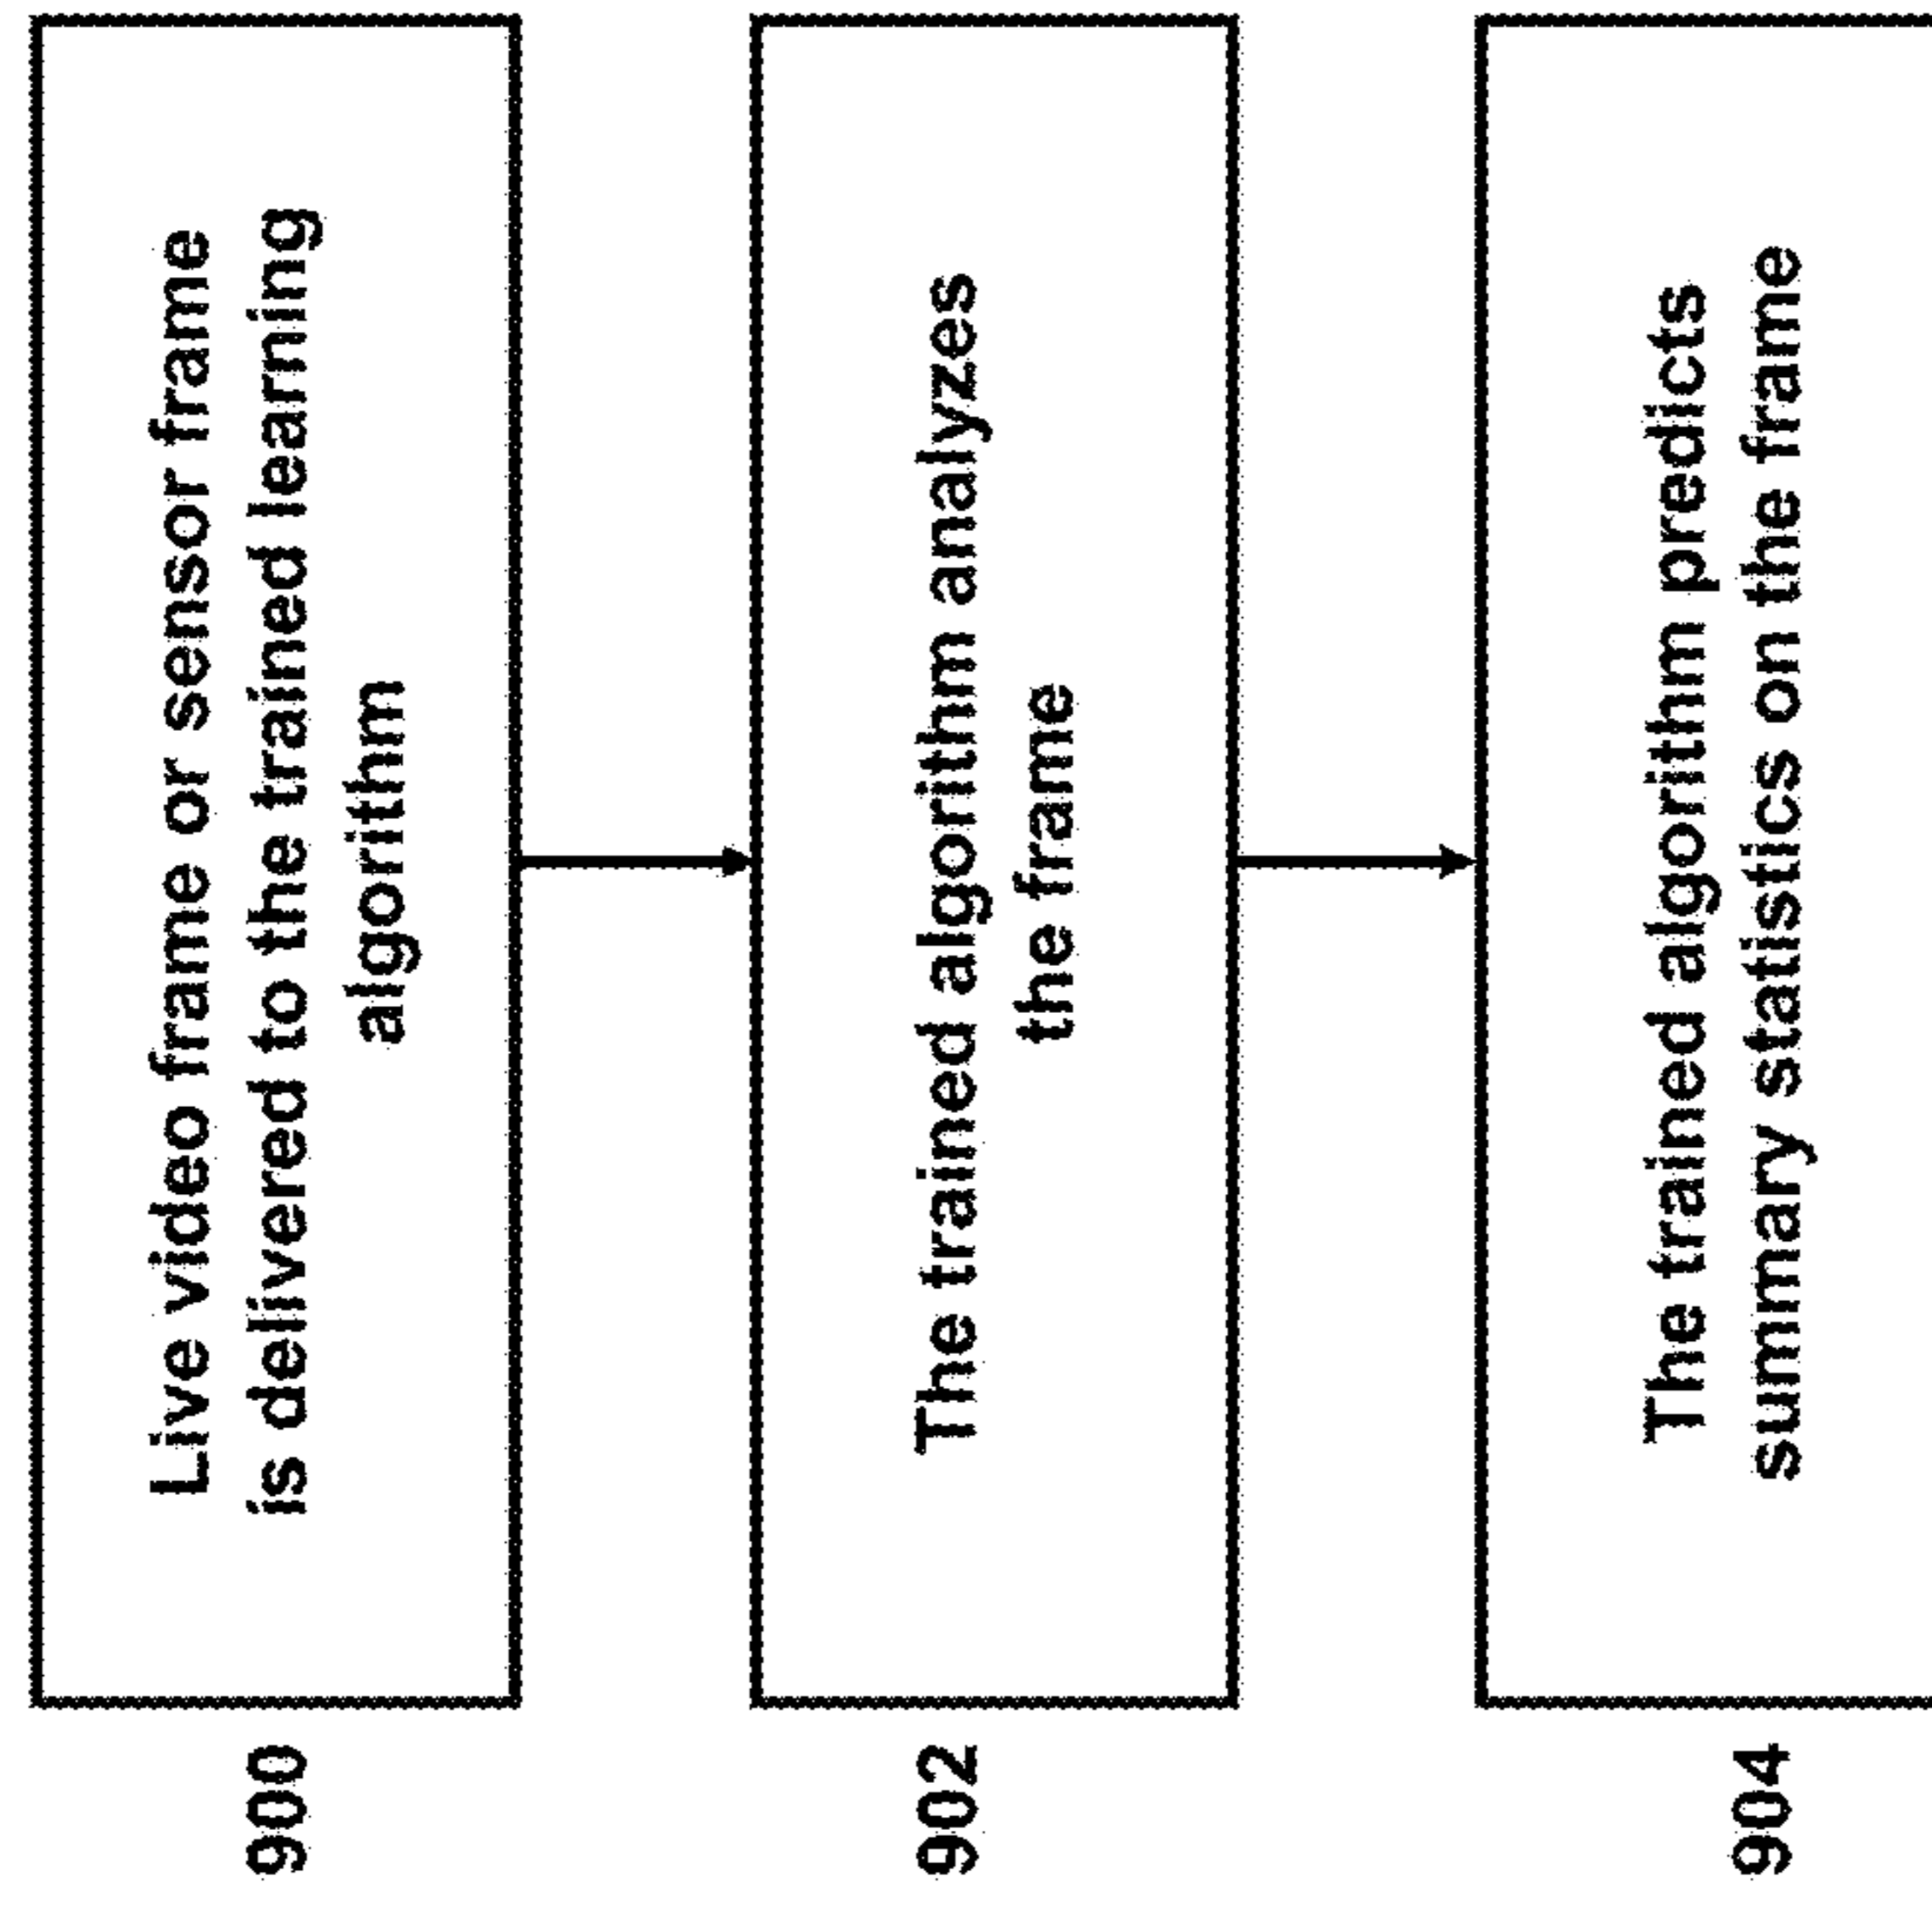 900
Live video frame or sensor frame
is delivered to the trained learning
algorithm
902
The trained algorithm analyzes
the frame
904
The trained algorithm predicts
summary statistics on the frame